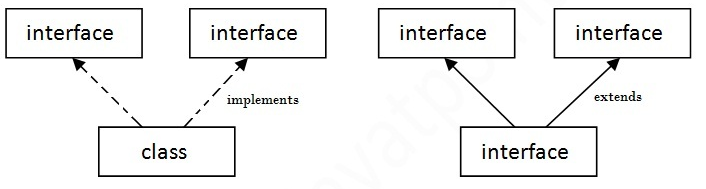 interface interface
implements
class
interface interface
extends
interface